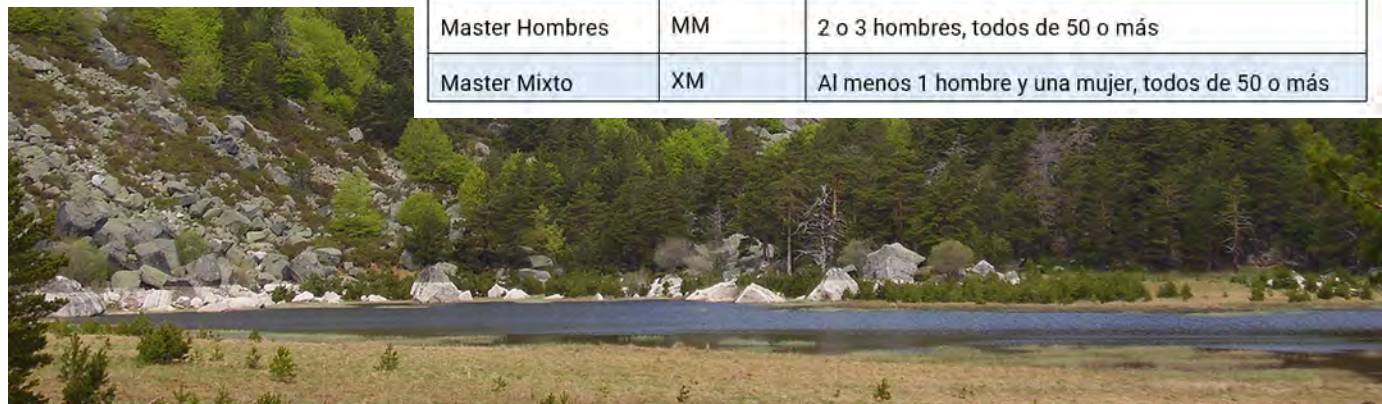 Master Hombres MM 2 o 3 hombres, todos de 50 o más
Master Mixto XM Al menos 1 hombre y una mujer, todos de 50 o más